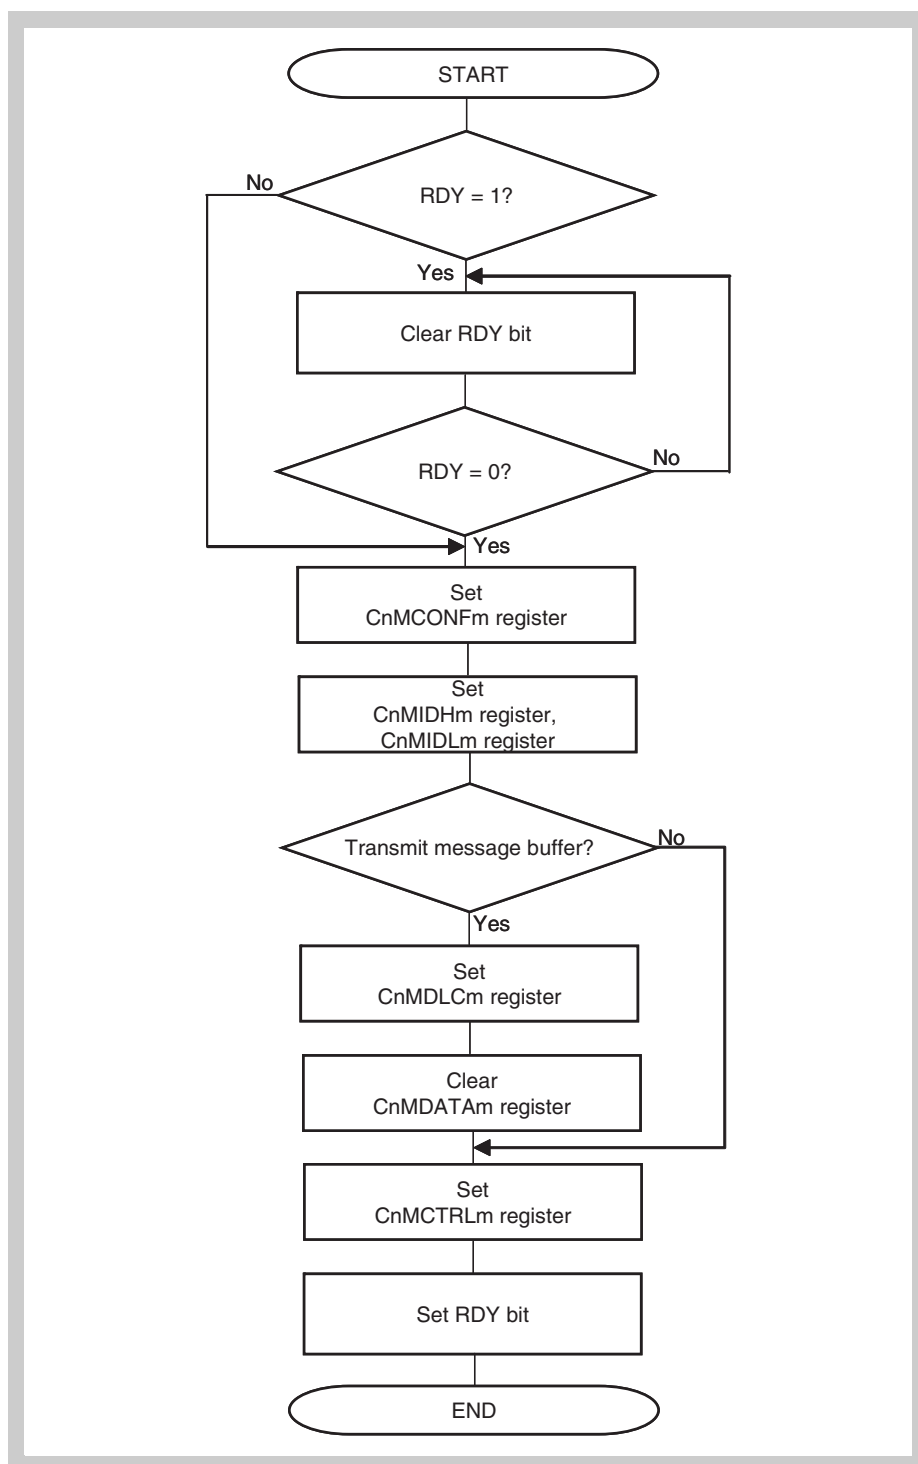 START
No
RDY = 1?
Yes
Clear RDY bit
RDY = 0?
No
Yes
Set
CnMCONFm register
Set
CnMIDHm register,
CnMIDLm register
Transmit message buffer?
No
Yes
Set
CnMDLCm register
Clear
CnMDATAm register
Set
CnMCTRLm register
Set RDY bit
END